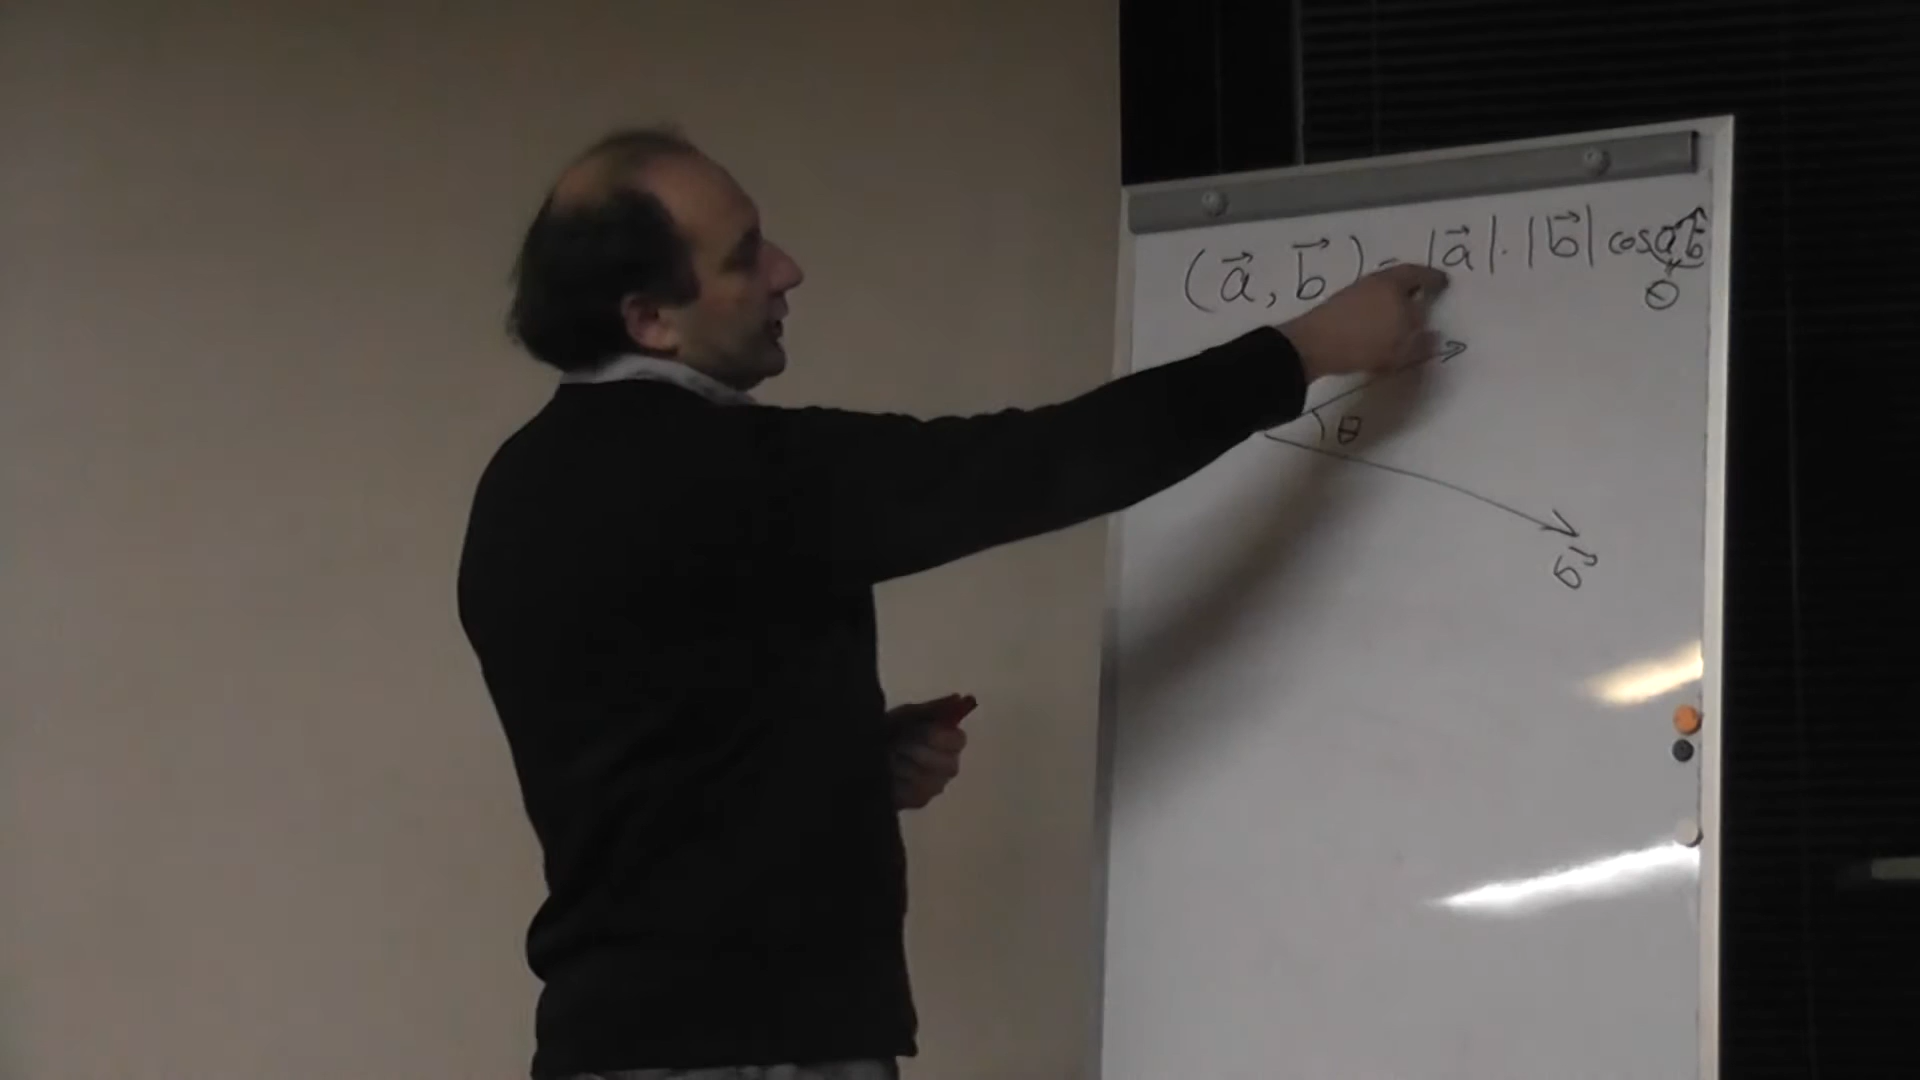 (a⃗, b⃗) = |a⃗|·|b⃗| cos a⃗b⃗
θ
θ
b⃗